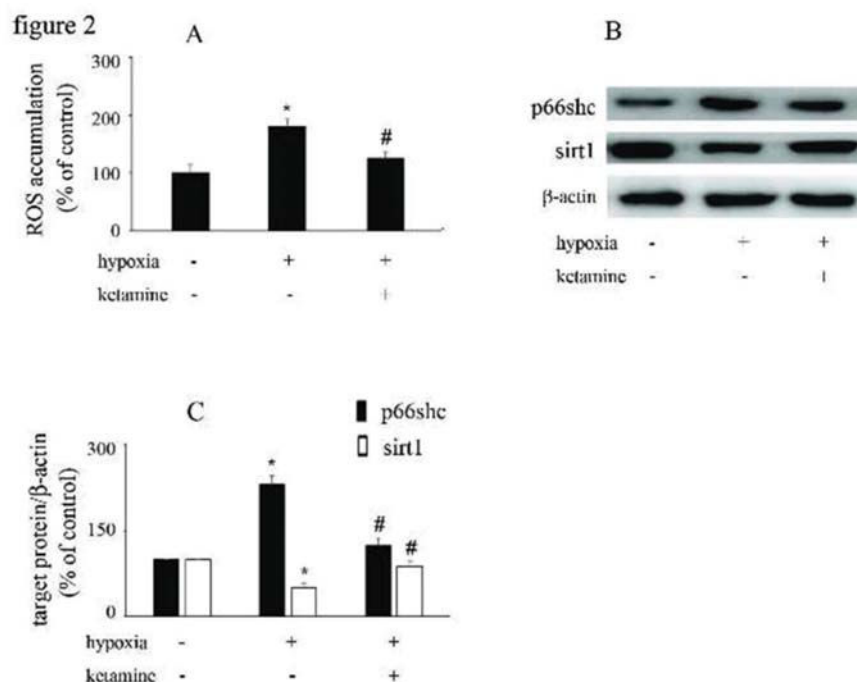 figure 2
A
300
*
200
#
100
0
ROS accumulation
(% of control)
hypoxia - + +
ketamine - - +
B
p66shc
sirt1
β-actin
hypoxia - + +
ketamine - - +
C
p66shc
sirt1
300
*
# #
150
*
0
target protein/β-actin
(% of control)
hypoxia - + +
ketamine - - +